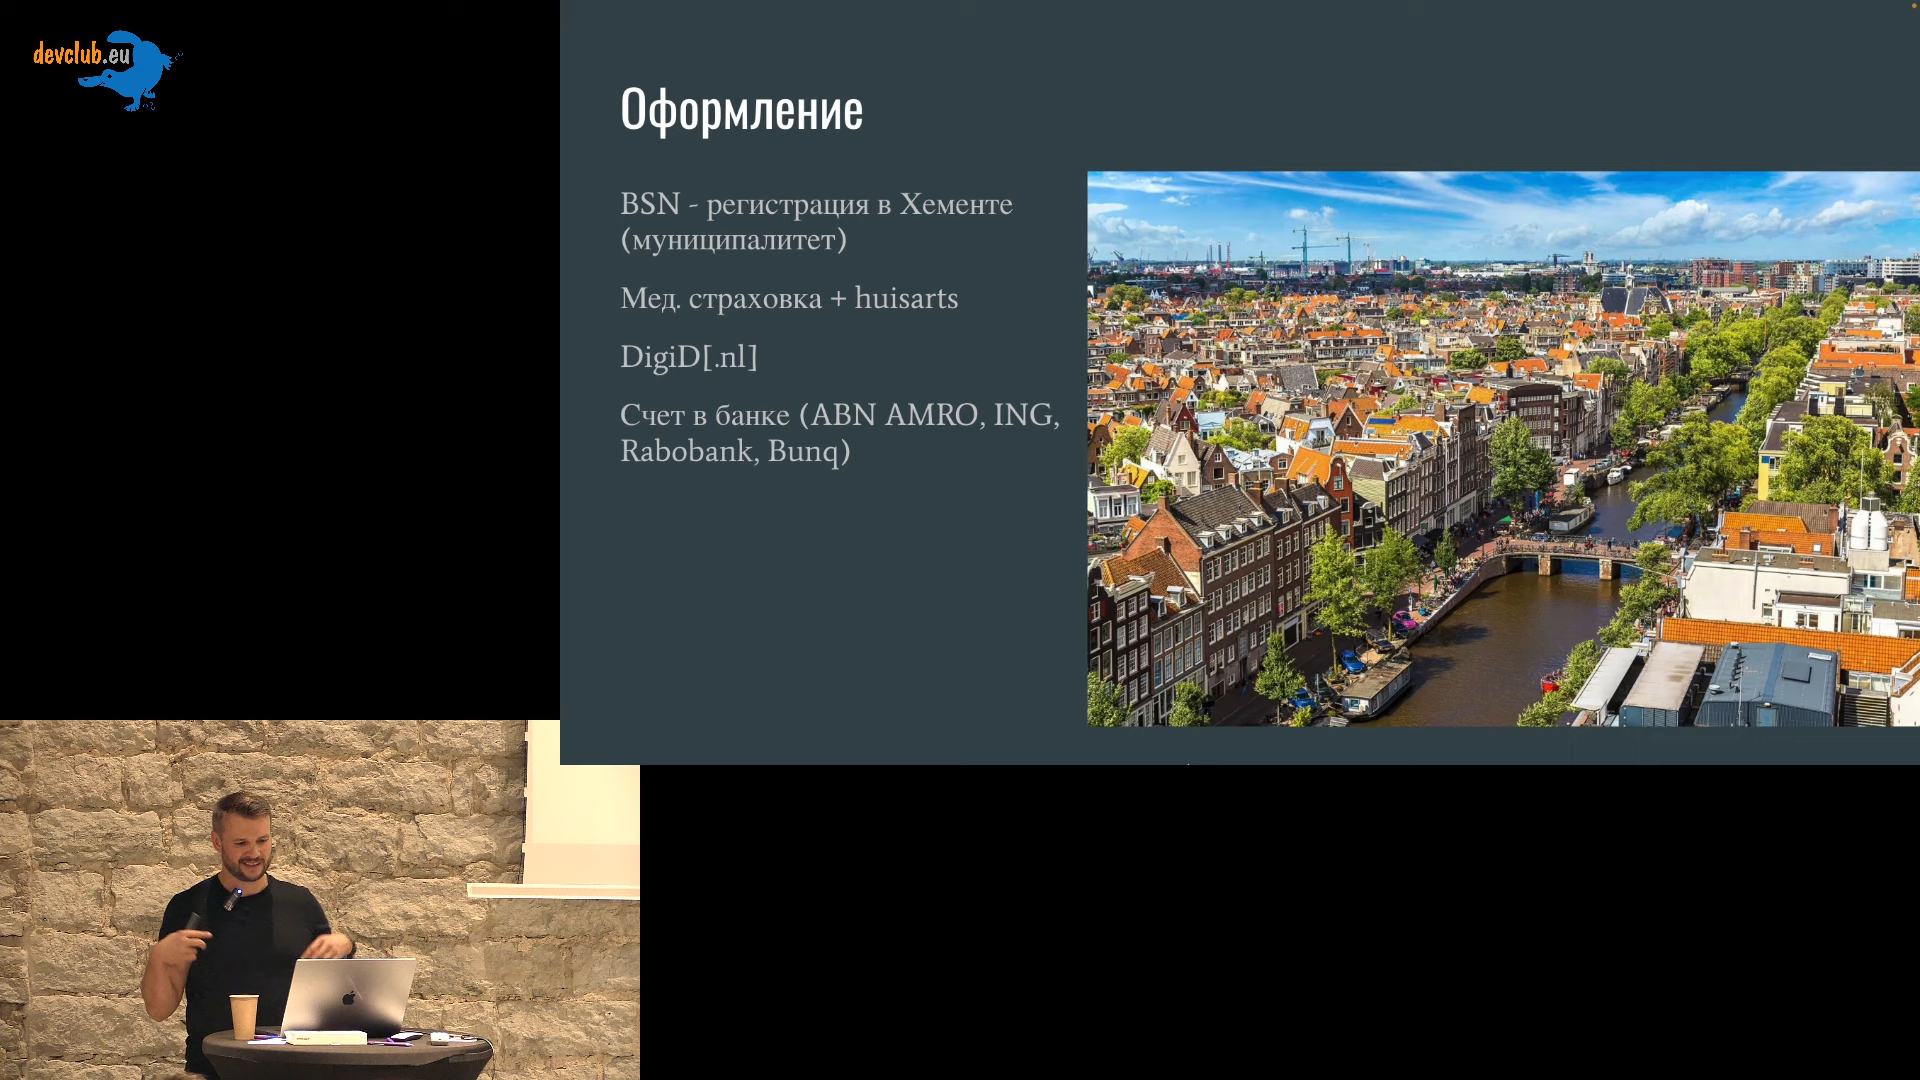 devclub.eu
Оформление
BSN - регистрация в Хементе
(муниципалитет)
Мед. страховка + huisarts
DigiD[.nl]
Счет в банке (ABN AMRO, ING,
Rabobank, Bunq)